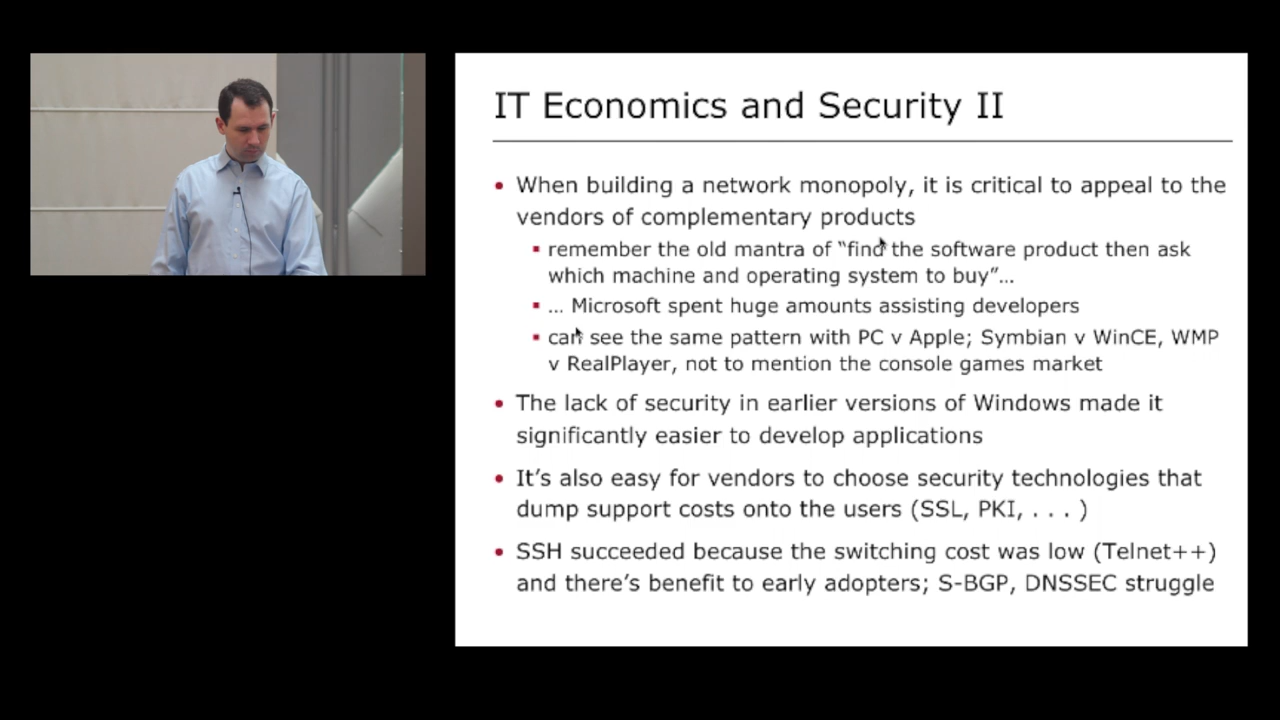 IT Economics and Security II
• When building a network monopoly, it is critical to appeal to the
vendors of complementary products
▪ remember the old mantra of “find the software product then ask
which machine and operating system to buy”…
▪ … Microsoft spent huge amounts assisting developers
▪ can see the same pattern with PC v Apple; Symbian v WinCE, WMP
v RealPlayer, not to mention the console games market
• The lack of security in earlier versions of Windows made it
significantly easier to develop applications
• It’s also easy for vendors to choose security technologies that
dump support costs onto the users (SSL, PKI, . . . )
• SSH succeeded because the switching cost was low (Telnet++)
and there’s benefit to early adopters; S-BGP, DNSSEC struggle